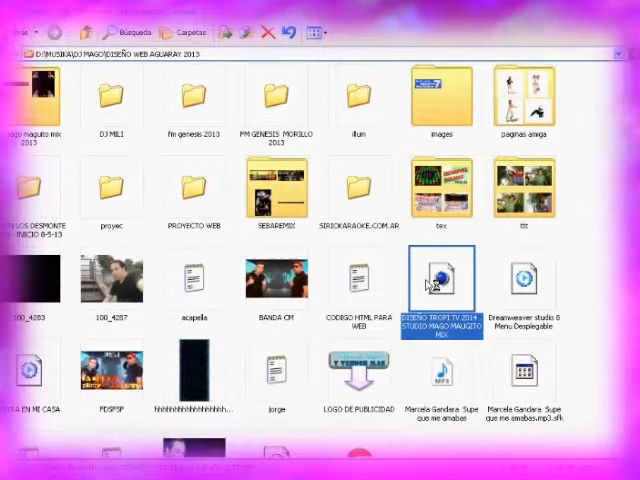 Búsqueda
Carpetas
D:\MUSIKA\DJ MAGO\DISEÑO WEB AGUARAY 2013
mago maguito mix
2013
DJ MILI
fm genesis 2013
FM GENESIS MORILLO
2013
illum
images
paginas amiga
LOS DESMONTE
- INICIO 8-5-13
proyec
PROYECTO WEB
SEBAREMIX
SIRIOKARAOKE.COM.AR
tex
ttt
100_4283
100_4287
acapella
BANDA CM
CODIGO HTML PARA
WEB
DISEÑO TROPI TV 2014 .
STUDIO MAGO MAUGITO
MIX
Dreamweaver studio 8
Menu Desplegable
EN MI CASA
FDSFSF
hhhhhhhhhhhhhhhhh...
jorge
LOGO DE PUBLICIDAD
MP3
Marcela Gandara Supe
que me amabas
Marcela Gandara Supe
que me amabas.mp3.sfk